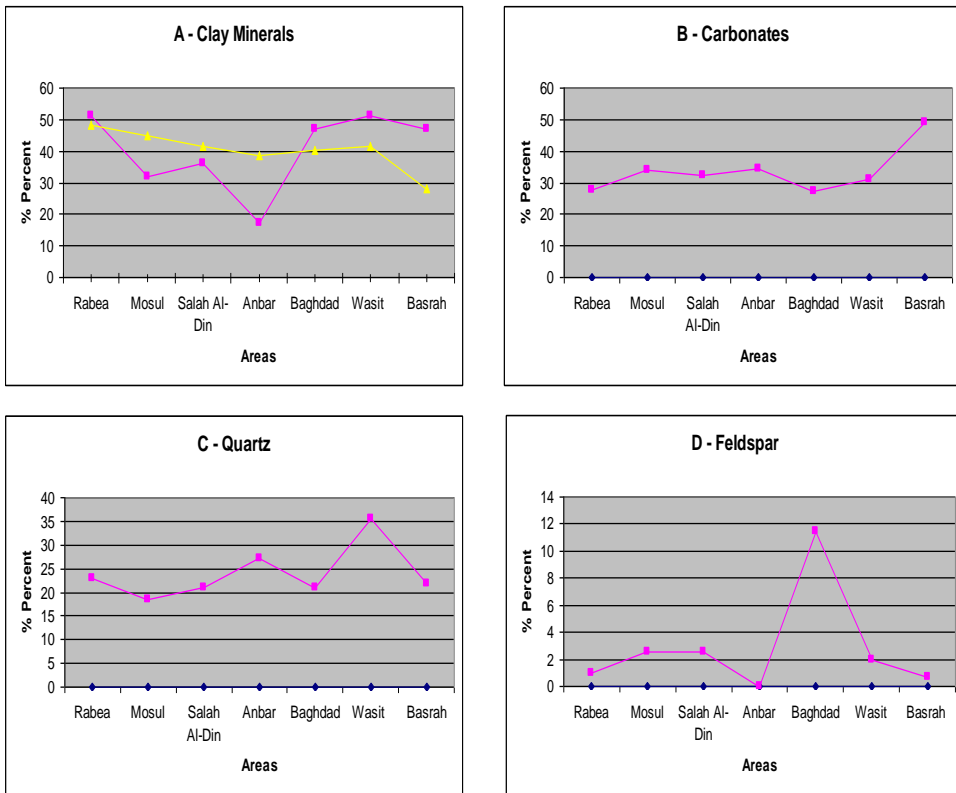 A - Clay Minerals
60
50
40
30
20
10
0
% Percent
Rabea Mosul Salah Al- Anbar Baghdad Wasit Basrah
Din
Areas
B - Carbonates
60
50
40
30
20
10
0
% Percent
Rabea Mosul Salah Anbar Baghdad Wasit Basrah
Al-Din
Areas
C - Quartz
40
35
30
25
20
15
10
5
0
% Percent
Rabea Mosul Salah Anbar Baghdad Wasit Basrah
Al-Din
Areas
D - Feldspar
14
12
10
8
6
4
2
0
% Percent
Rabea Mosul Salah Al- Anbar Baghdad Wasit Basrah
Din
Areas